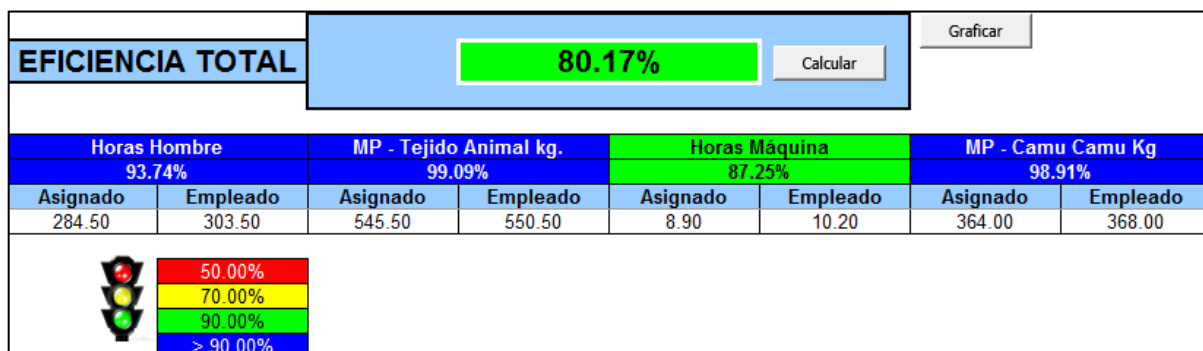 Graficar
EFICIENCIA TOTAL 80.17% Calcular
Horas Hombre MP - Tejido Animal kg. Horas Máquina MP - Camu Camu Kg
93.74% 99.09% 87.25% 98.91%
Asignado Empleado Asignado Empleado Asignado Empleado Asignado Empleado
284.50 303.50 545.50 550.50 8.90 10.20 364.00 368.00
50.00%
70.00%
90.00%
> 90.00%